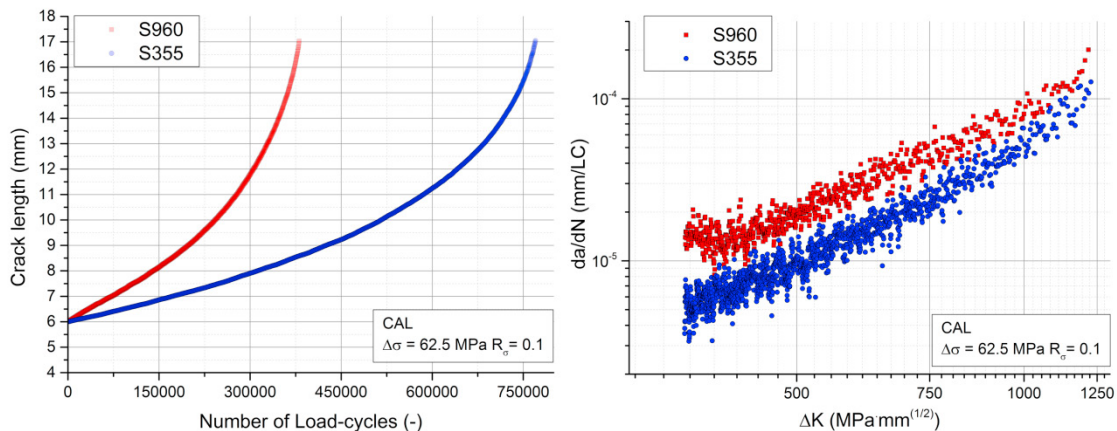 18
17
16
15
14
13
12
11
10
9
8
7
6
5
4
Crack length (mm)
S960
S355
CAL
Δσ = 62.5 MPa Rσ = 0.1
0 150000 300000 450000 600000 750000
Number of Load-cycles (-)
da/dN (mm/LC)
10⁻⁴
10⁻⁵
S960
S355
CAL
Δσ = 62.5 MPa Rσ = 0.1
500 750 1000 1250
ΔK (MPa·mm⁽¹/²⁾)